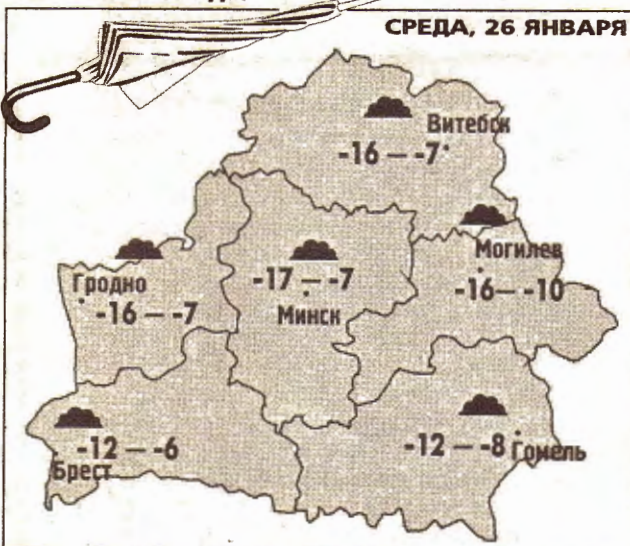 СРЕДА, 26 ЯНВАРЯ
Витебск
-16 — -7
Могилев
-16 — -10
Гродно
-16 — -7
-17 — -7
Минск
-12 — -6
Брест
-12 — -8
Гомель